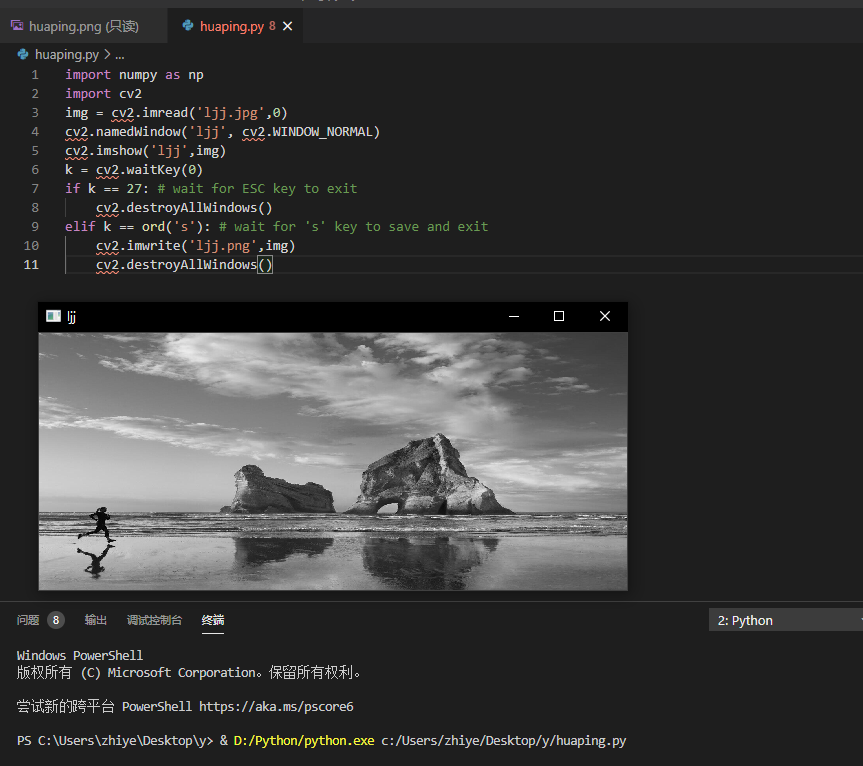 huaping.png (只读)
huaping.py 8
huaping.py > ...
1 import numpy as np
2 import cv2
3 img = cv2.imread('ljj.jpg',0)
4 cv2.namedWindow('ljj', cv2.WINDOW_NORMAL)
5 cv2.imshow('ljj',img)
6 k = cv2.waitKey(0)
7 if k == 27: # wait for ESC key to exit
8 cv2.destroyAllWindows()
9 elif k == ord('s'): # wait for 's' key to save and exit
10 cv2.imwrite('ljj.png',img)
11 cv2.destroyAllWindows()
ljj
问题 8 输出 调试控制台 终端 2: Python
Windows PowerShell
版权所有 (C) Microsoft Corporation。保留所有权利。
尝试新的跨平台 PowerShell https://aka.ms/pscore6
PS C:\Users\zhiye\Desktop\y> & D:/Python/python.exe c:/Users/zhiye/Desktop/y/huaping.py